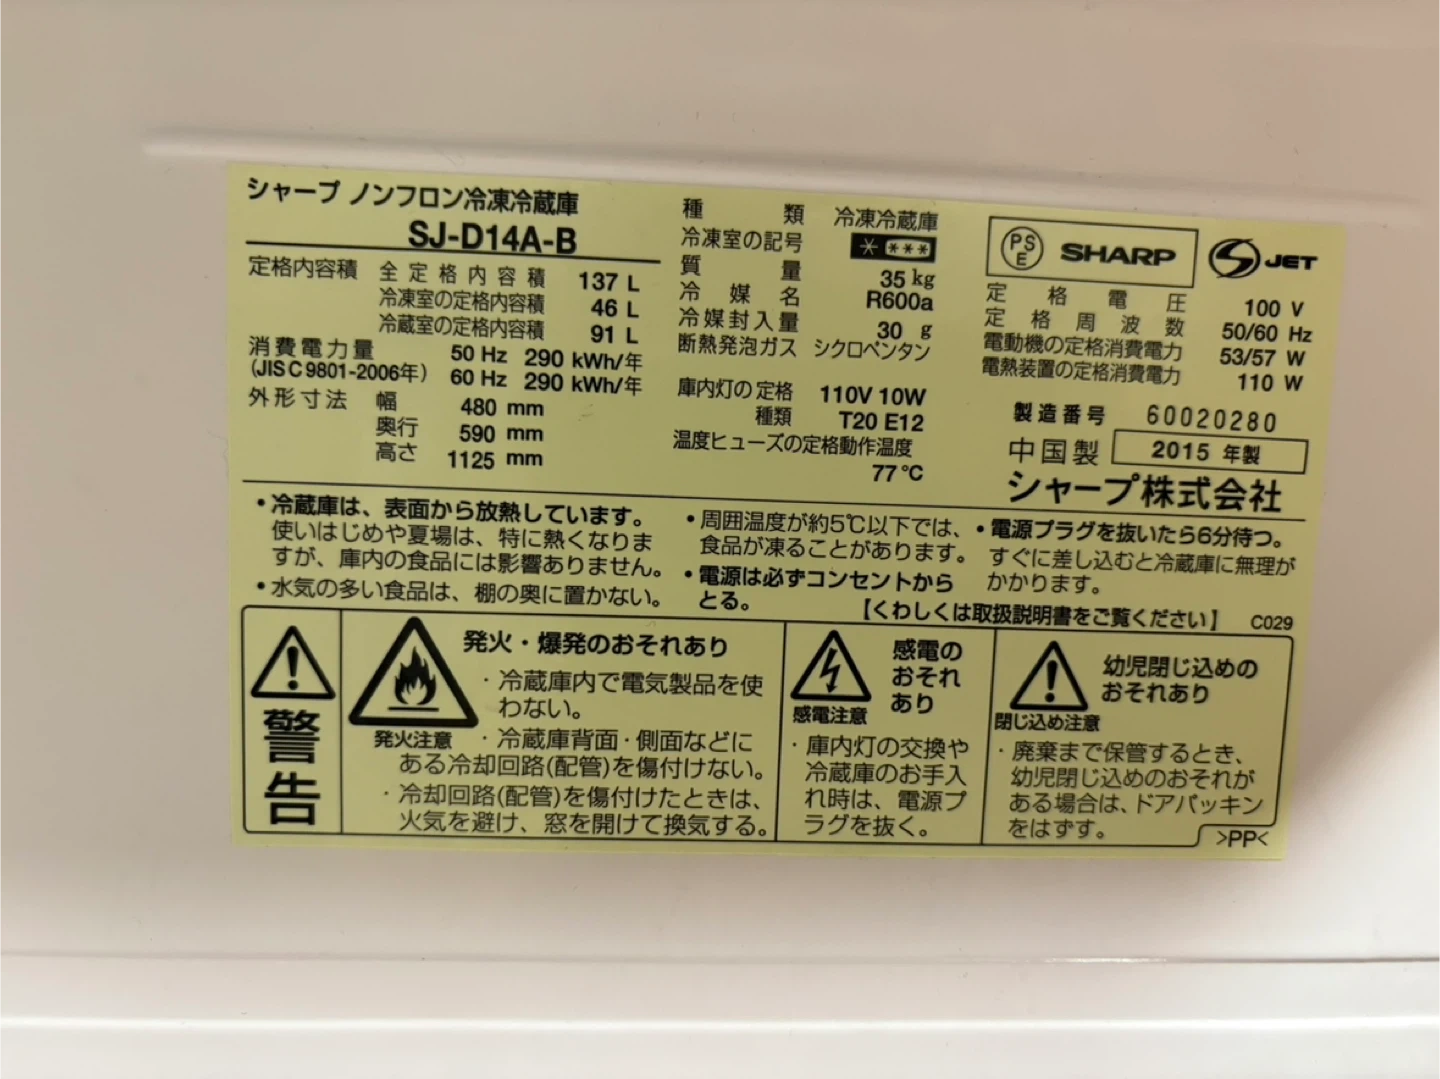 シャープ ノンフロン冷凍冷蔵庫
SJ-D14A-B
定格内容積 全定格内容積 137 L
冷凍室の定格内容積 46 L
冷蔵室の定格内容積 91 L
消費電力量 50 Hz 290 kWh/年
(JIS C 9801-2006年) 60 Hz 290 kWh/年
外形寸法 幅 480 mm
奥行 590 mm
高さ 1125 mm
種類 冷凍冷蔵庫
冷凍室の記号 * ***
質量 35 kg
冷媒名 R600a
冷媒封入量 30 g
断熱発泡ガス シクロペンタン
庫内灯の定格 110V 10W
種類 T20 E12
温度ヒューズの定格動作温度
77℃
PSE SHARP S JET
定格電圧 100 V
定格周波数 50/60 Hz
電動機の定格消費電力 53/57 W
電熱装置の定格消費電力 110 W
製造番号 60020280
中国製 2015 年製
シャープ株式会社
・冷蔵庫は、表面から放熱しています。
使いはじめや夏場は、特に熱くなりま
すが、庫内の食品には影響ありません。
・水気の多い食品は、棚の奥に置かない。
・周囲温度が約5℃以下では、
食品が凍ることがあります。
・電源は必ずコンセントから
とる。
・電源プラグを抜いたら6分待つ。
すぐに差し込むと冷蔵庫に無理が
かかります。
【くわしくは取扱説明書をご覧ください】 C029
警告
発火注意
発火・爆発のおそれあり
・冷蔵庫内で電気製品を使
わない。
・冷蔵庫背面・側面などに
ある冷却回路(配管)を傷付けない。
・冷却回路(配管)を傷付けたときは、
火気を避け、窓を開けて換気する。
感電注意
感電の
おそれ
あり
・庫内灯の交換や
冷蔵庫のお手入
れ時は、電源プ
ラグを抜く。
閉じ込め注意
幼児閉じ込めの
おそれあり
・廃棄まで保管するとき、
幼児閉じ込めのおそれが
ある場合は、ドアパッキン
をはずす。
>PP<